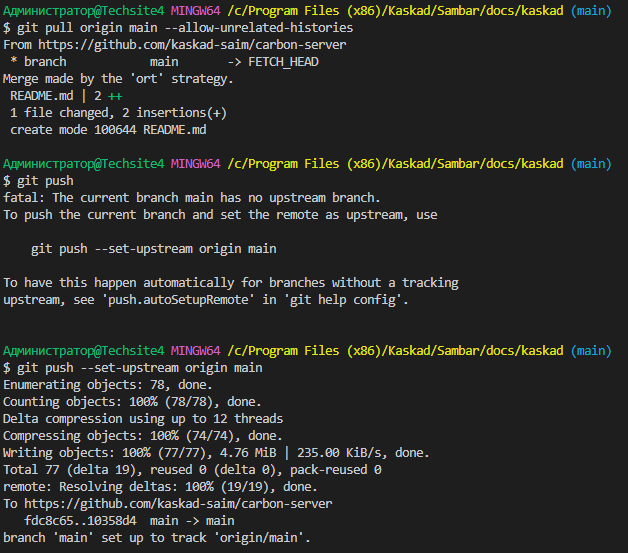 Администратор@Techsite4 MINGW64 /c/Program Files (x86)/Kaskad/Sambar/docs/kaskad (main)
$ git pull origin main --allow-unrelated-histories
From https://github.com/kaskad-saim/carbon-server
 * branch            main       -> FETCH_HEAD
Merge made by the 'ort' strategy.
 README.md | 2 ++
 1 file changed, 2 insertions(+)
 create mode 100644 README.md

Администратор@Techsite4 MINGW64 /c/Program Files (x86)/Kaskad/Sambar/docs/kaskad (main)
$ git push
fatal: The current branch main has no upstream branch.
To push the current branch and set the remote as upstream, use

    git push --set-upstream origin main

To have this happen automatically for branches without a tracking
upstream, see 'push.autoSetupRemote' in 'git help config'.

Администратор@Techsite4 MINGW64 /c/Program Files (x86)/Kaskad/Sambar/docs/kaskad (main)
$ git push --set-upstream origin main
Enumerating objects: 78, done.
Counting objects: 100% (78/78), done.
Delta compression using up to 12 threads
Compressing objects: 100% (74/74), done.
Writing objects: 100% (77/77), 4.76 MiB | 235.00 KiB/s, done.
Total 77 (delta 19), reused 0 (delta 0), pack-reused 0
remote: Resolving deltas: 100% (19/19), done.
To https://github.com/kaskad-saim/carbon-server
   fdc8c65..10358d4  main -> main
branch 'main' set up to track 'origin/main'.